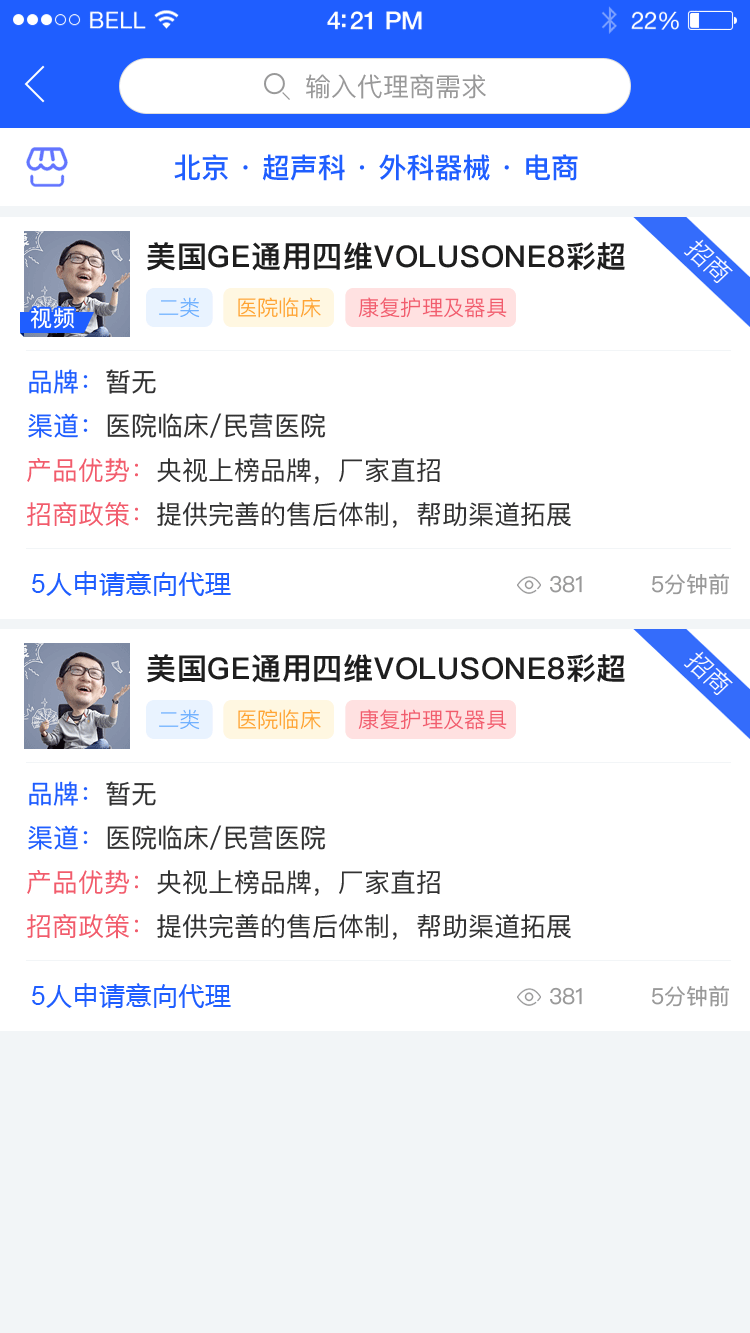 BELL 4:21 PM 22%
输入代理商需求
北京 · 超声科 · 外科器械 · 电商
美国GE通用四维VOLUSONE8彩超
招商
视频
二类 医院临床 康复护理及器具
品牌：暂无
渠道：医院临床/民营医院
产品优势：央视上榜品牌，厂家直招
招商政策：提供完善的售后体制，帮助渠道拓展
5人申请意向代理 381 5分钟前
美国GE通用四维VOLUSONE8彩超
招商
二类 医院临床 康复护理及器具
品牌：暂无
渠道：医院临床/民营医院
产品优势：央视上榜品牌，厂家直招
招商政策：提供完善的售后体制，帮助渠道拓展
5人申请意向代理 381 5分钟前